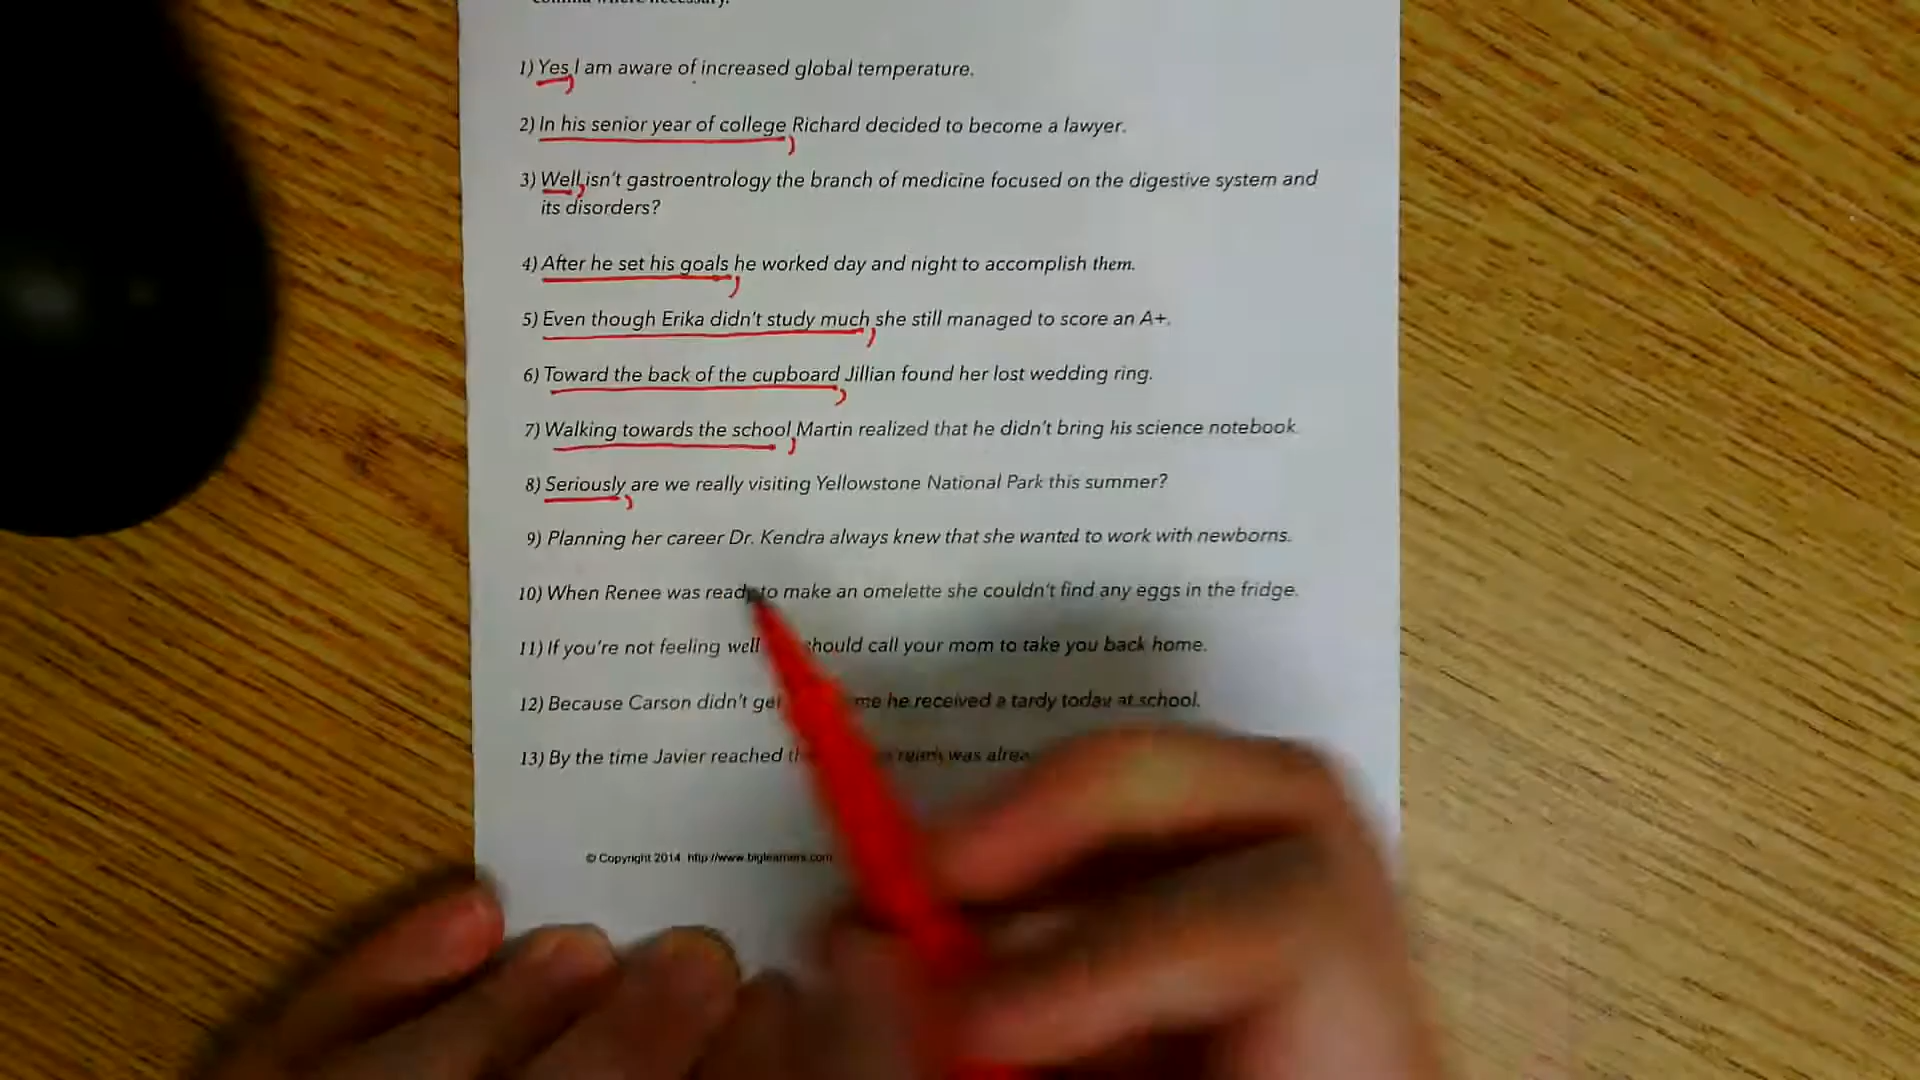 comma where necessary.
1) Yes, I am aware of increased global temperature.
2) In his senior year of college, Richard decided to become a lawyer.
3) Well, isn't gastroentrology the branch of medicine focused on the digestive system and
its disorders?
4) After he set his goals, he worked day and night to accomplish them.
5) Even though Erika didn't study much, she still managed to score an A+.
6) Toward the back of the cupboard, Jillian found her lost wedding ring.
7) Walking towards the school, Martin realized that he didn't bring his science notebook.
8) Seriously, are we really visiting Yellowstone National Park this summer?
9) Planning her career Dr. Kendra always knew that she wanted to work with newborns.
10) When Renee was ready to make an omelette she couldn't find any eggs in the fridge.
11) If you're not feeling well should call your mom to take you back home.
12) Because Carson didn't he received a tardy today at school.
13) By the time Javier reached was
© Copyright 2014 http://www.biglearners.com